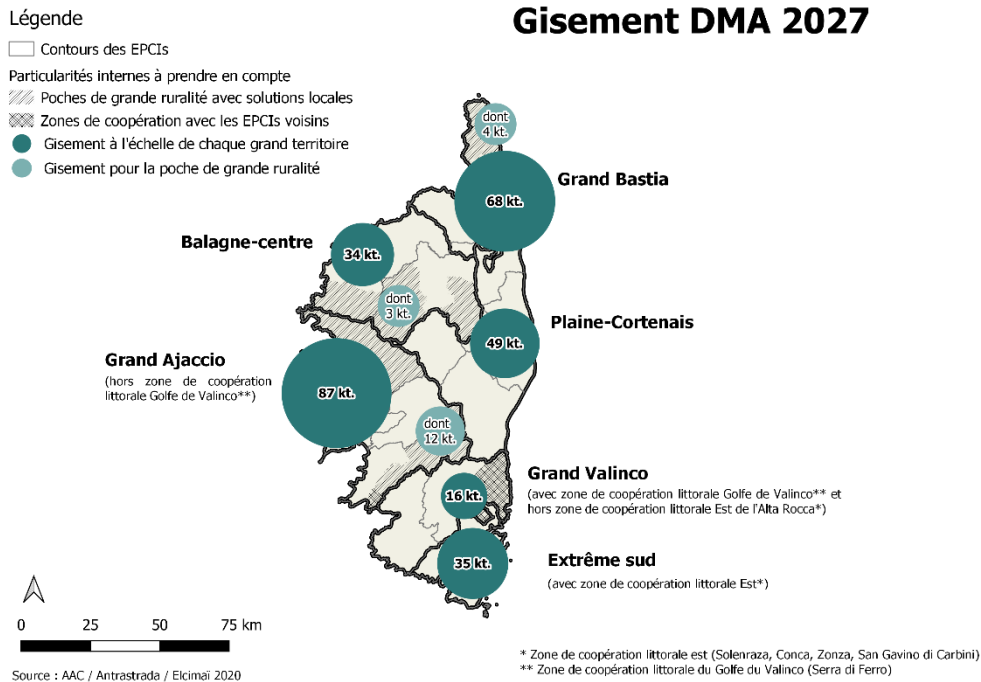 Gisement DMA 2027
Légende
Contours des EPCIs
Particularités internes à prendre en compte
Poches de grande ruralité avec solutions locales
Zones de coopération avec les EPCIs voisins
Gisement à l'échelle de chaque grand territoire
Gisement pour la poche de grande ruralité
dont
4 kt.
Grand Bastia
68 kt.
Balagne-centre
34 kt.
dont
3 kt.
Plaine-Cortenais
49 kt.
Grand Ajaccio
(hors zone de coopération
littorale Golfe de Valinco**)
87 kt.
dont
12 kt.
Grand Valinco
(avec zone de coopération littorale Golfe de Valinco** et
hors zone de coopération littorale Est de l'Alta Rocca*)
16 kt.
Extrême sud
(avec zone de coopération littorale Est*)
35 kt.
0 25 50 75 km
Source : AAC / Antrastrada / Elcimaï 2020
* Zone de coopération littorale est (Solenraza, Conca, Zonza, San Gavino di Carbini)
** Zone de coopération littorale du Golfe du Valinco (Serra di Ferro)